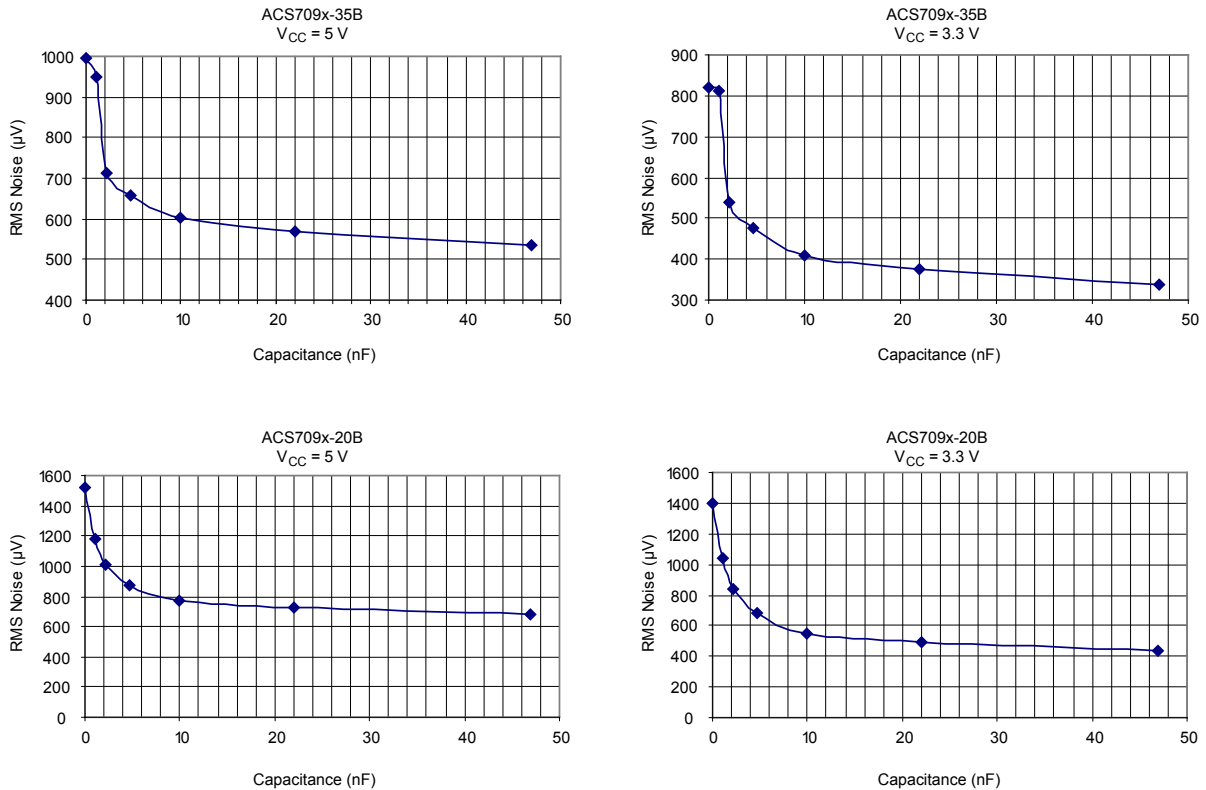 ACS709x-35B
VCC = 5 V
1000
900
800
700
600
500
400
RMS Noise (µV)
0 10 20 30 40 50
Capacitance (nF)
ACS709x-35B
VCC = 3.3 V
900
800
700
600
500
400
300
RMS Noise (µV)
0 10 20 30 40 50
Capacitance (nF)
ACS709x-20B
VCC = 5 V
1600
1400
1200
1000
800
600
400
200
0
RMS Noise (µV)
0 10 20 30 40 50
Capacitance (nF)
ACS709x-20B
VCC = 3.3 V
1600
1400
1200
1000
800
600
400
200
0
RMS Noise (µV)
0 10 20 30 40 50
Capacitance (nF)